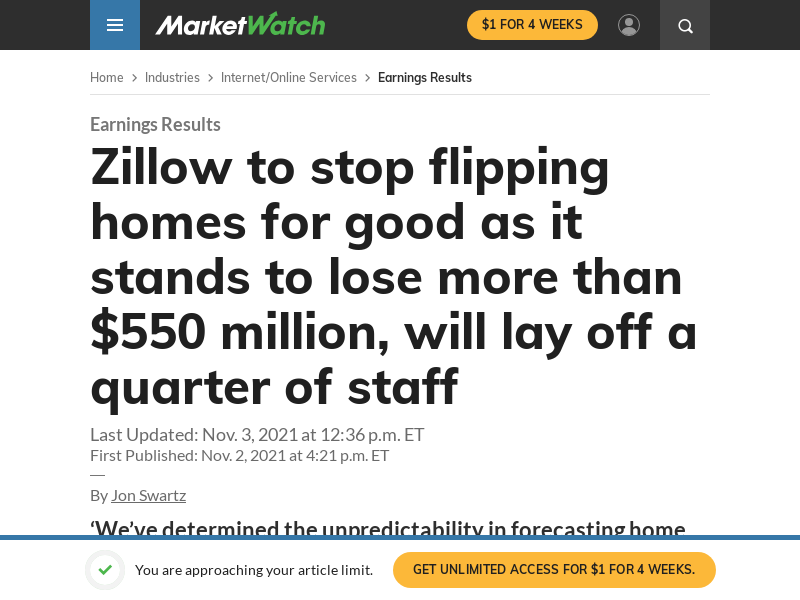 MarketWatch
$1 FOR 4 WEEKS
Home > Industries > Internet/Online Services > Earnings Results
Earnings Results
Zillow to stop flipping
homes for good as it
stands to lose more than
$550 million, will lay off a
quarter of staff
Last Updated: Nov. 3, 2021 at 12:36 p.m. ET
First Published: Nov. 2, 2021 at 4:21 p.m. ET
—
By Jon Swartz
‘We’ve determined the unpredictability in forecasting home
You are approaching your article limit.
GET UNLIMITED ACCESS FOR $1 FOR 4 WEEKS.